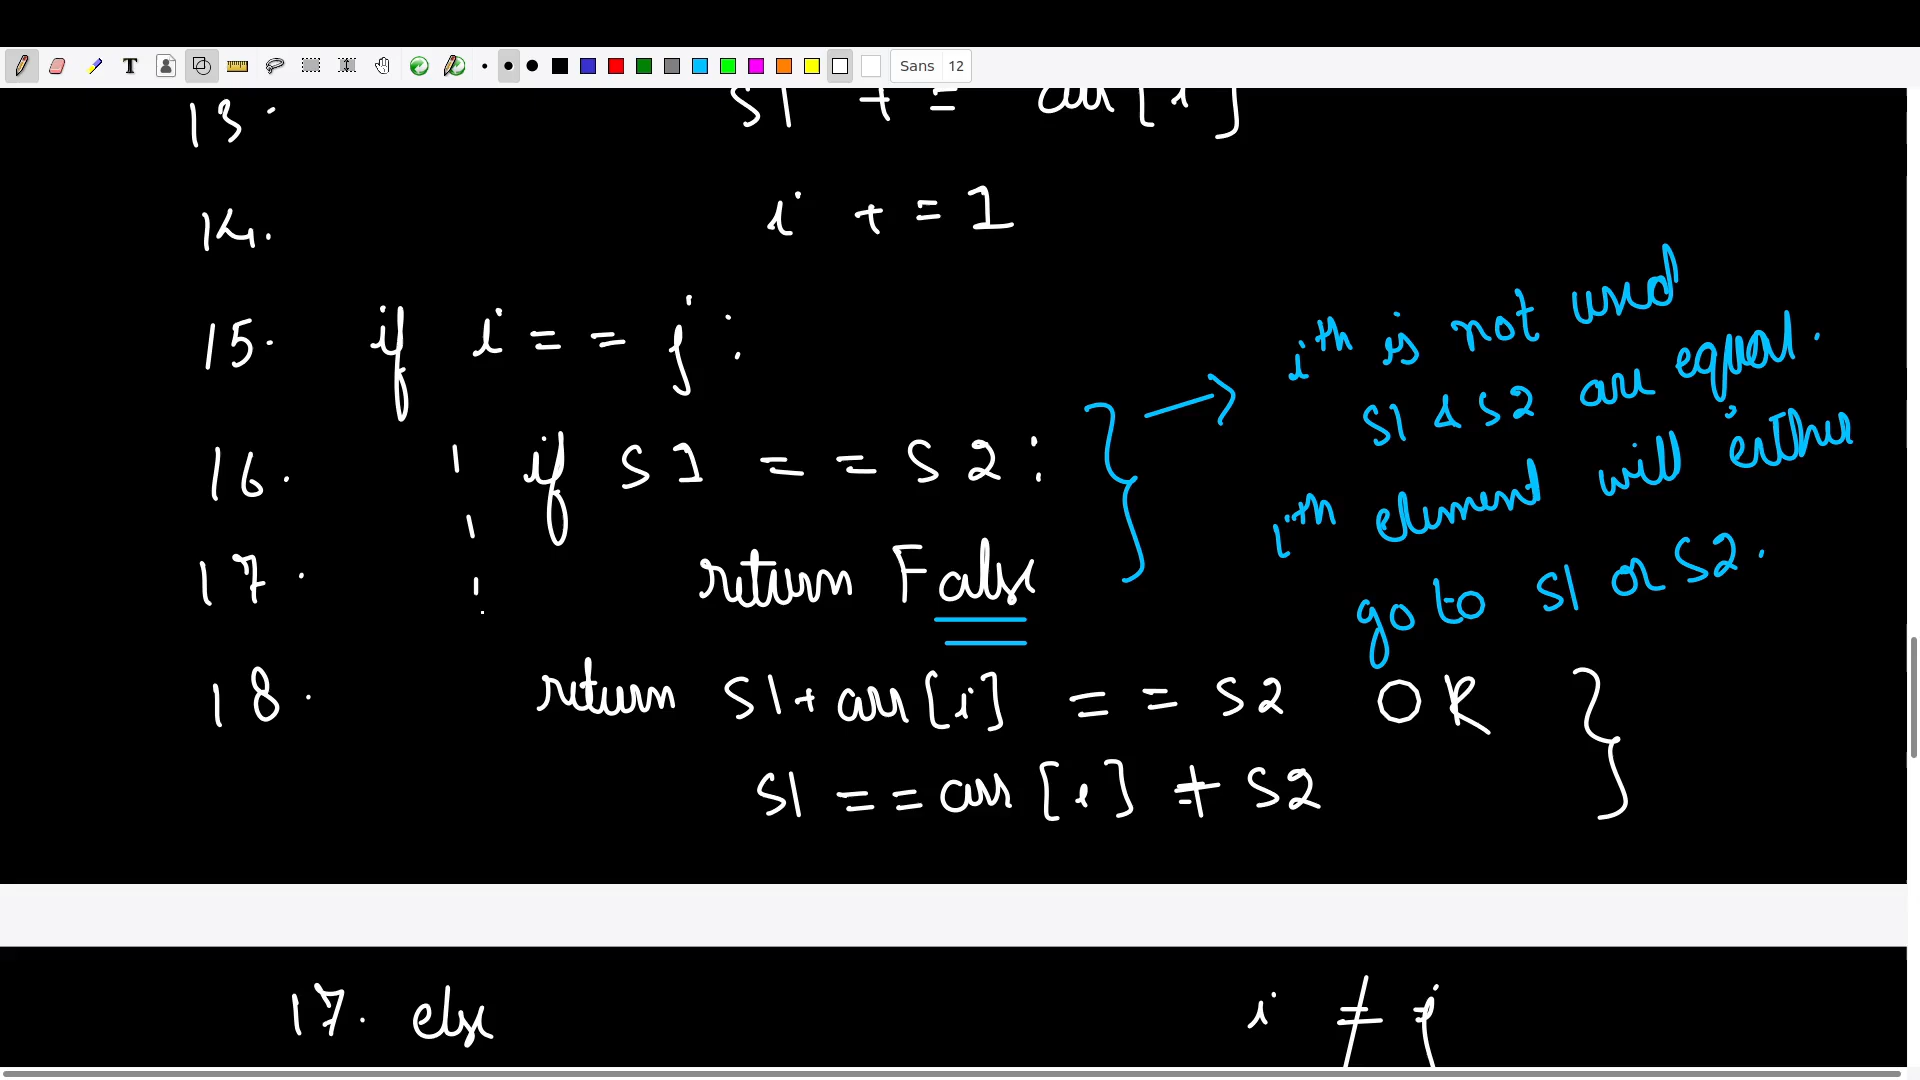 Sans 12
13. S1 += arr[i]
14. i +=1
15. if i == j:
ith is not used
S1 & S2 are equal.
16. if S1 == S2:
ith element will either
17. return False
go to S1 or S2.
18. return S1+arr[i] == S2 OR
S1 == arr[i] + S2
17. else i ≠ j